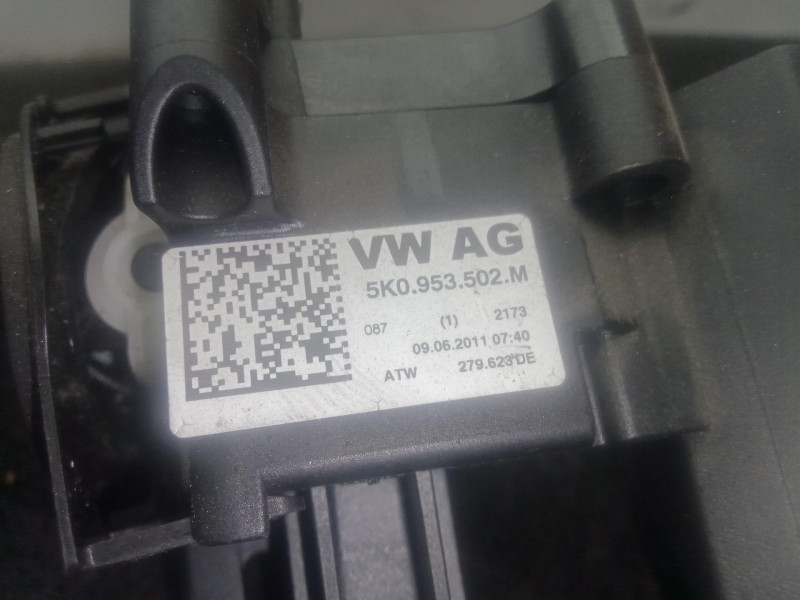 VW AG
5K0.953.502.M
087 (1) 2173
09.06.2011 07:40
ATW 279.623 DE